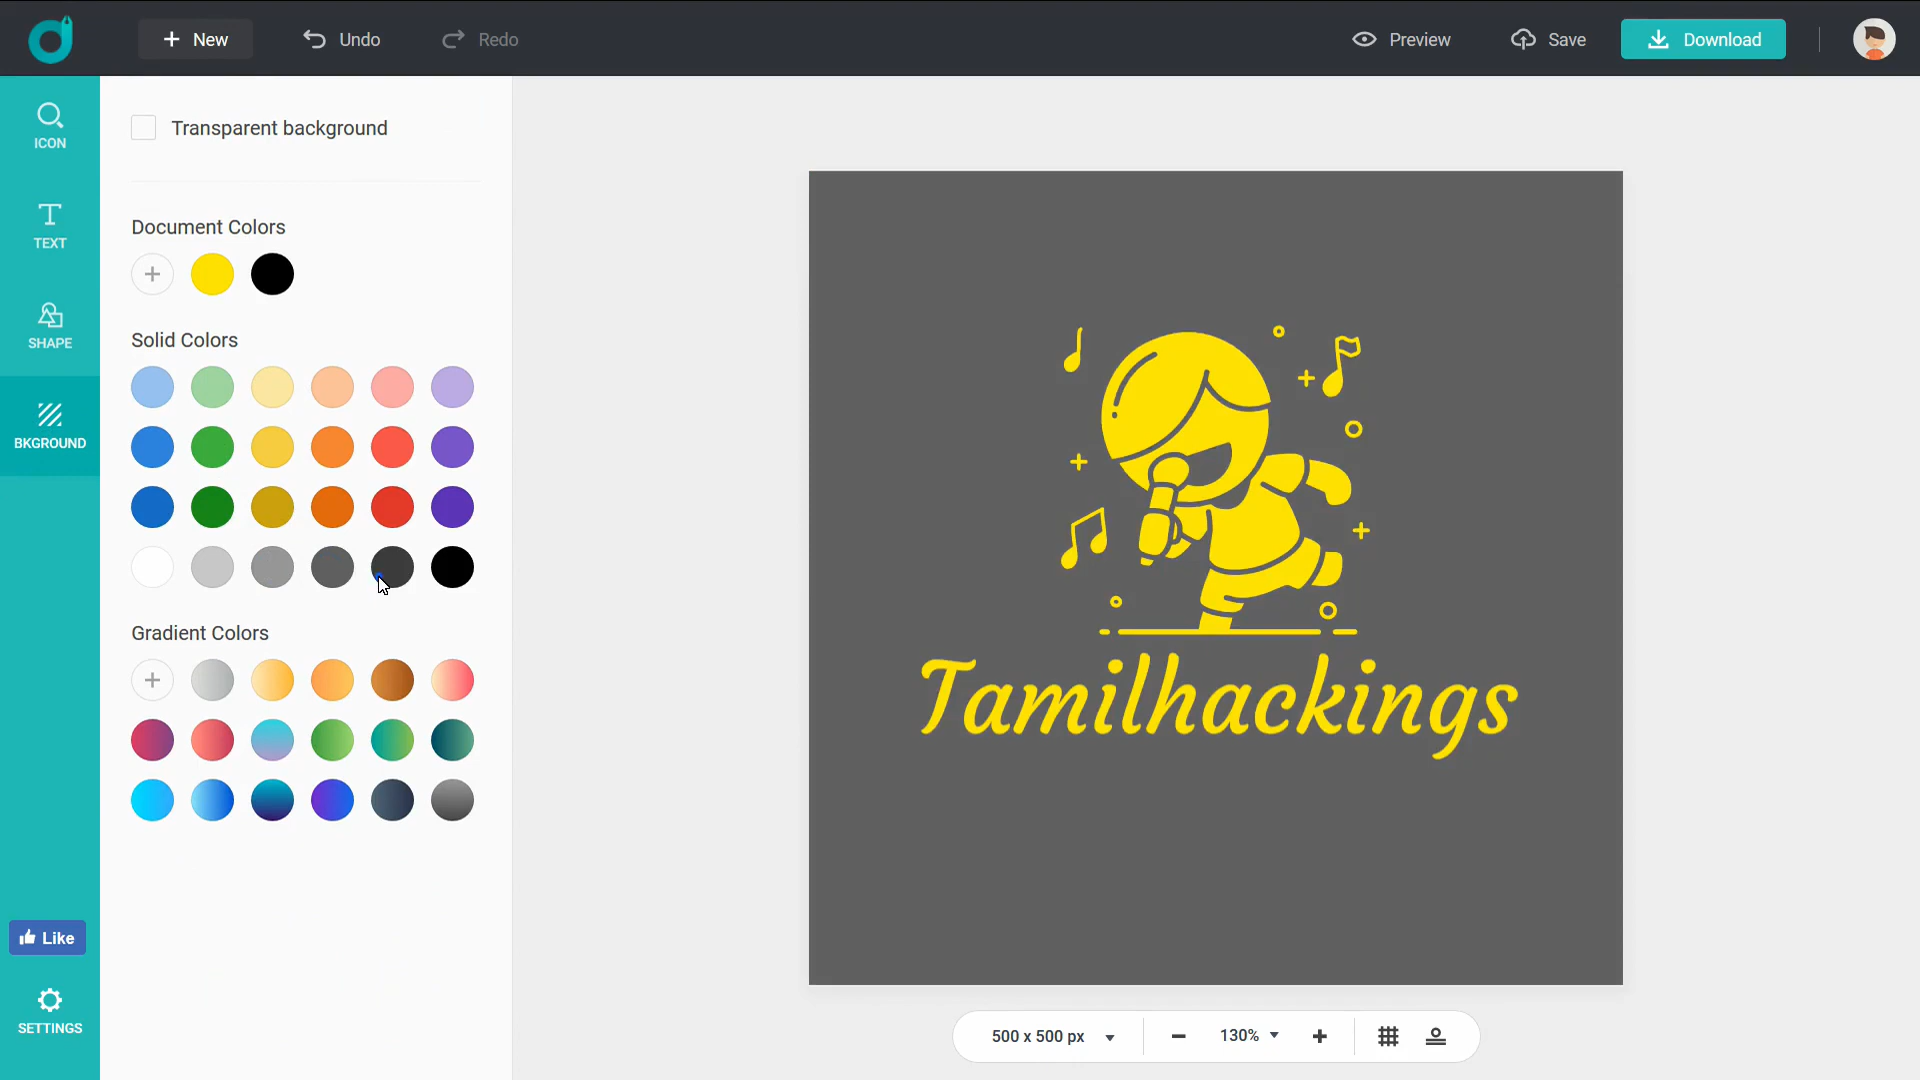 New
Undo
Redo
Preview
Save
Download
ICON
TEXT
SHAPE
BKGROUND
Like
SETTINGS
Transparent background
Document Colors
Solid Colors
Gradient Colors
Tamilhackings
500 x 500 px
130%